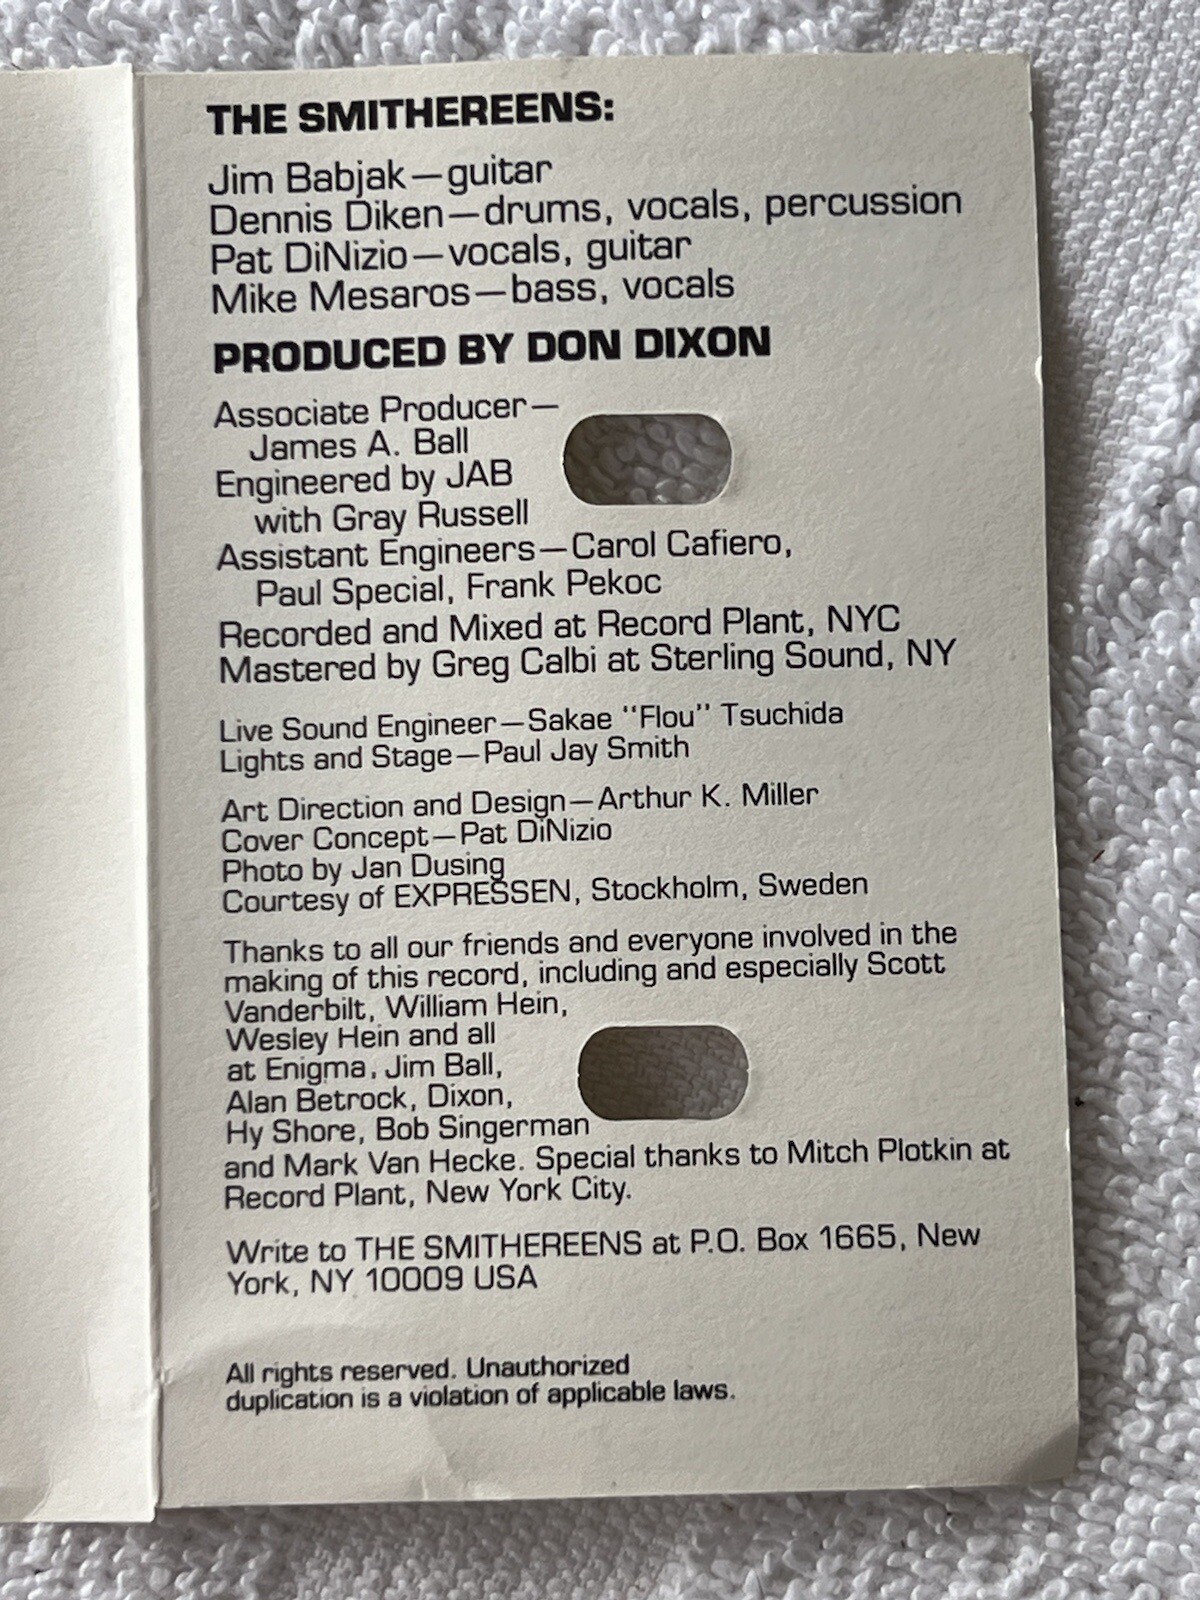 THE SMITHEREENS:
Jim Babjak—guitar
Dennis Diken—drums, vocals, percussion
Pat DiNizio—vocals, guitar
Mike Mesaros—bass, vocals
PRODUCED BY DON DIXON
Associate Producer—
James A. Ball
Engineered by JAB
with Gray Russell
Assistant Engineers—Carol Cafiero,
Paul Special, Frank Pekoc
Recorded and Mixed at Record Plant, NYC
Mastered by Greg Calbi at Sterling Sound, NY
Live Sound Engineer—Sakae "Flou" Tsuchida
Lights and Stage—Paul Jay Smith
Art Direction and Design—Arthur K. Miller
Cover Concept—Pat DiNizio
Photo by Jan Dusing
Courtesy of EXPRESSEN, Stockholm, Sweden
Thanks to all our friends and everyone involved in the
making of this record, including and especially Scott
Vanderbilt, William Hein,
Wesley Hein and all
at Enigma, Jim Ball,
Alan Betrock, Dixon,
Hy Shore, Bob Singerman
and Mark Van Hecke. Special thanks to Mitch Plotkin at
Record Plant, New York City.
Write to THE SMITHEREENS at P.O. Box 1665, New
York, NY 10009 USA
All rights reserved. Unauthorized
duplication is a violation of applicable laws.